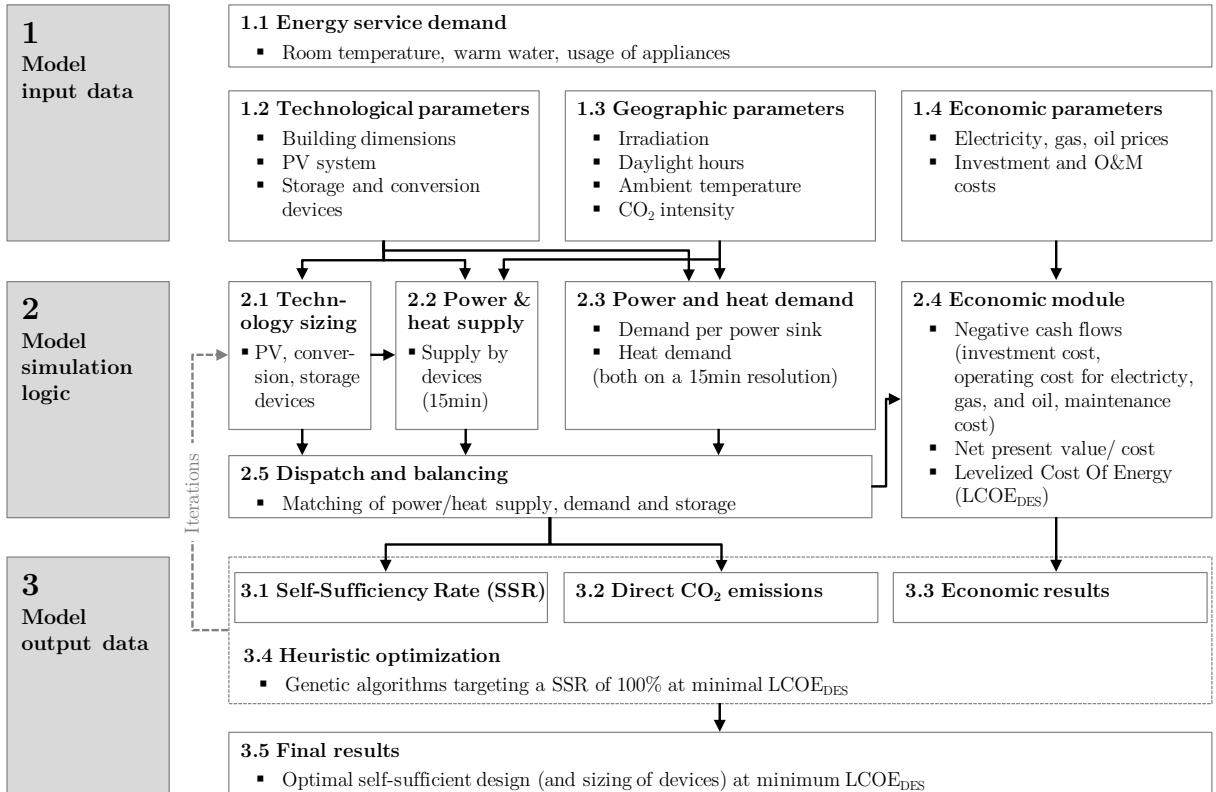 1
Model
input data
1.1 Energy service demand
▪ Room temperature, warm water, usage of appliances
1.2 Technological parameters
▪ Building dimensions
▪ PV system
▪ Storage and conversion
devices
1.3 Geographic parameters
▪ Irradiation
▪ Daylight hours
▪ Ambient temperature
▪ CO₂ intensity
1.4 Economic parameters
▪ Electricity, gas, oil prices
▪ Investment and O&M
costs
2
Model
simulation
logic
2.1 Techn-
ology sizing
▪ PV, conver-
sion, storage
devices
2.2 Power &
heat supply
▪ Supply by
devices
(15min)
2.3 Power and heat demand
▪ Demand per power sink
▪ Heat demand
(both on a 15min resolution)
2.4 Economic module
▪ Negative cash flows
(investment cost,
operating cost for electricty,
gas, and oil, maintenance
cost)
▪ Net present value/ cost
▪ Levelized Cost Of Energy
(LCOE_DES)
2.5 Dispatch and balancing
▪ Matching of power/heat supply, demand and storage
Iterations
3
Model
output data
3.1 Self-Sufficiency Rate (SSR)
3.2 Direct CO₂ emissions
3.3 Economic results
3.4 Heuristic optimization
▪ Genetic algorithms targeting a SSR of 100% at minimal LCOE_DES
3.5 Final results
▪ Optimal self-sufficient design (and sizing of devices) at minimum LCOE_DES